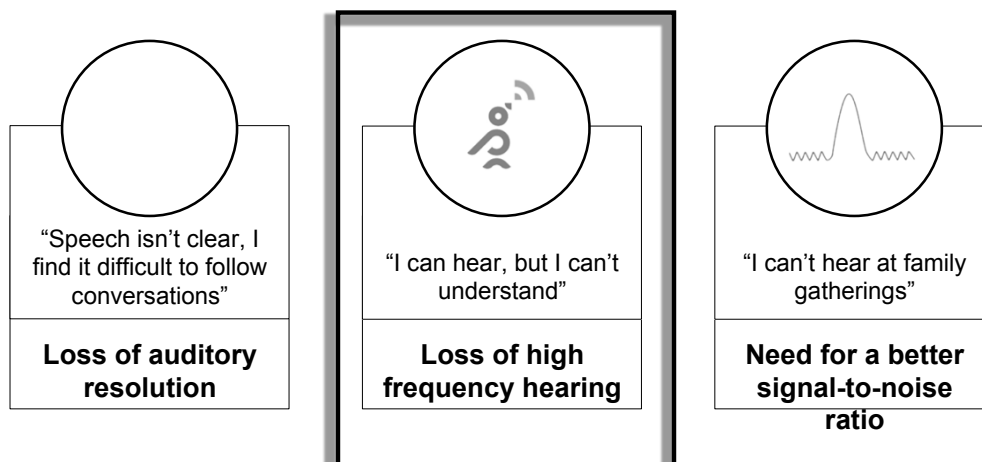 “Speech isn’t clear, I
find it difficult to follow
conversations”
Loss of auditory
resolution
“I can hear, but I can’t
understand”
Loss of high
frequency hearing
“I can’t hear at family
gatherings”
Need for a better
signal-to-noise
ratio